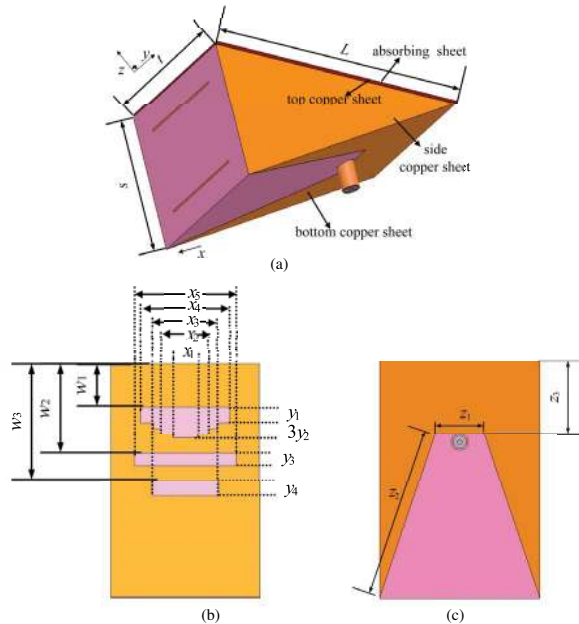 y
z
t
L
absorbing sheet
top copper sheet
side
copper sheet
s
bottom copper sheet
x
(a)
x5
x4
x3
x2
x1
w1
w2
w3
y1
3y2
y3
y4
(b)
z3
z1
z2
(c)